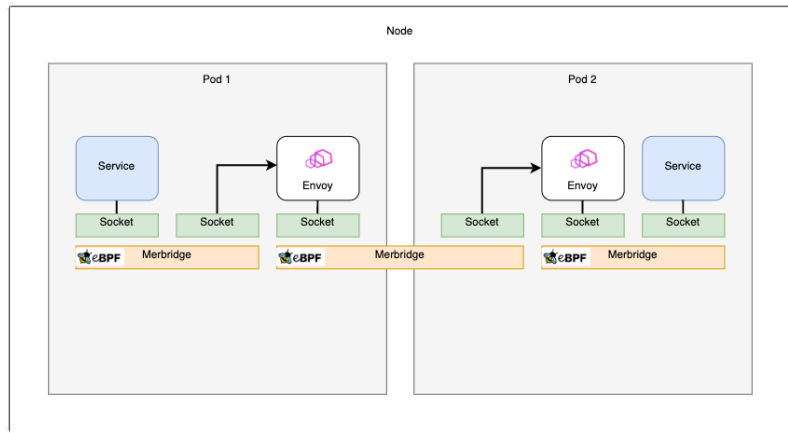 Node
Pod 1
Pod 2
Service
Envoy
Envoy
Service
Socket
Socket
Socket
Socket
Socket
Socket
eBPF Merbridge
eBPF Merbridge
eBPF Merbridge